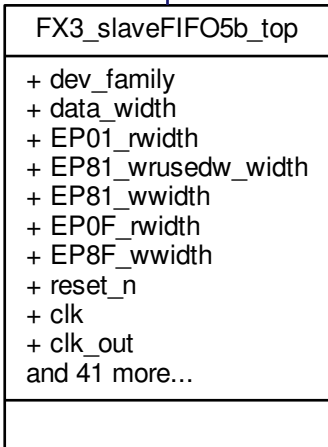 FX3_slaveFIFO5b_top
+ dev_family
+ data_width
+ EP01_rwidth
+ EP81_wrusedw_width
+ EP81_wwidth
+ EP0F_rwidth
+ EP8F_wwidth
+ reset_n
+ clk
+ clk_out
and 41 more...